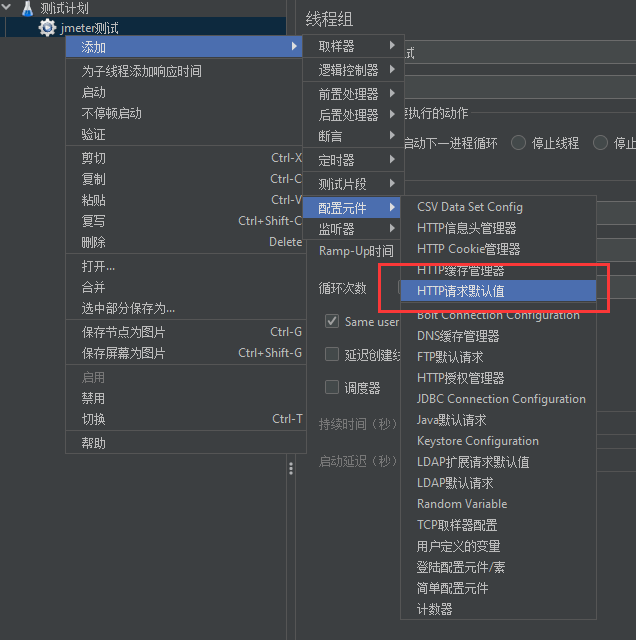 测试计划
jmeter测试
线程组
添加
为子线程添加响应时间
启动
不停顿启动
验证
剪切 Ctrl-X
复制 Ctrl-C
粘贴 Ctrl-V
复写 Ctrl+Shift-C
删除 Delete
打开...
合并
选中部分保存为...
保存节点为图片 Ctrl-G
保存屏幕为图片 Ctrl+Shift-G
启用
禁用
切换 Ctrl-T
帮助
取样器
逻辑控制器
前置处理器
后置处理器
断言
定时器
测试片段
配置元件
监听器
试
要执行的动作
启动下一进程循环 停止线程 停止
Ramp-Up时间
循环次数
Same user
延迟创建线
调度器
持续时间（秒）
启动延迟（秒）
CSV Data Set Config
HTTP信息头管理器
HTTP Cookie管理器
HTTP缓存管理器
HTTP请求默认值
Bolt Connection Configuration
DNS缓存管理器
FTP默认请求
HTTP授权管理器
JDBC Connection Configuration
Java默认请求
Keystore Configuration
LDAP扩展请求默认值
LDAP默认请求
Random Variable
TCP取样器配置
用户定义的变量
登陆配置元件/素
简单配置元件
计数器